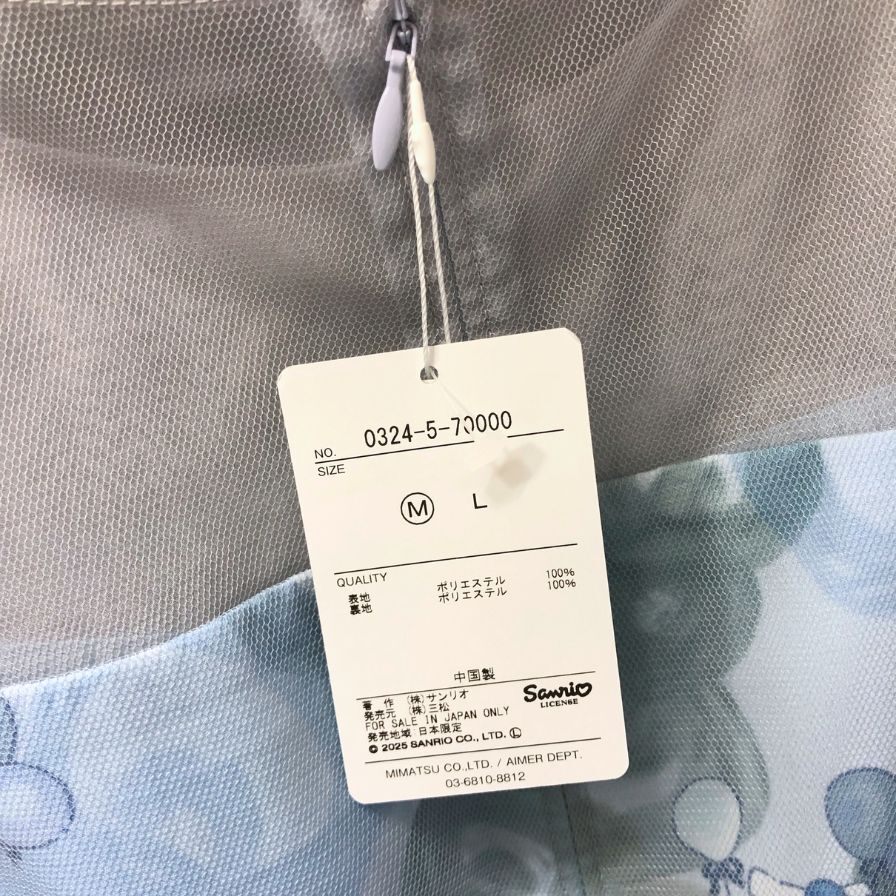 NO. 0324-5-70000
SIZE
M L
QUALITY
表地 ポリエステル 100%
裏地 ポリエステル 100%
中国製
著 作 (株)サンリオ
発売元 (株)三松
FOR SALE IN JAPAN ONLY
発売地域 日本限定
© 2025 SANRIO CO., LTD. Ⓛ
Sanrio
LICENSE
MIMATSU CO.,LTD. / AIMER DEPT.
03-6810-8812